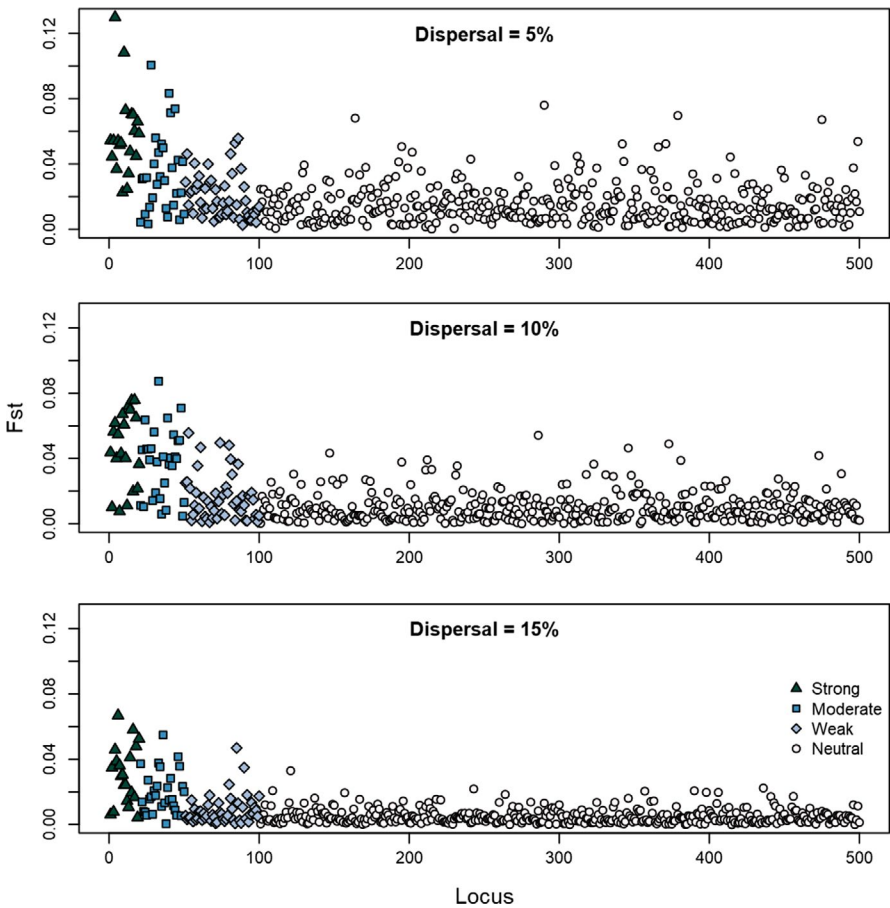 Dispersal = 5%
0.12
0.08
0.04
0.00
0 100 200 300 400 500
Dispersal = 10%
0.12
0.08
0.04
0.00
Fst
0 100 200 300 400 500
Dispersal = 15%
0.12
0.08
0.04
0.00
Strong
Moderate
Weak
Neutral
0 100 200 300 400 500
Locus